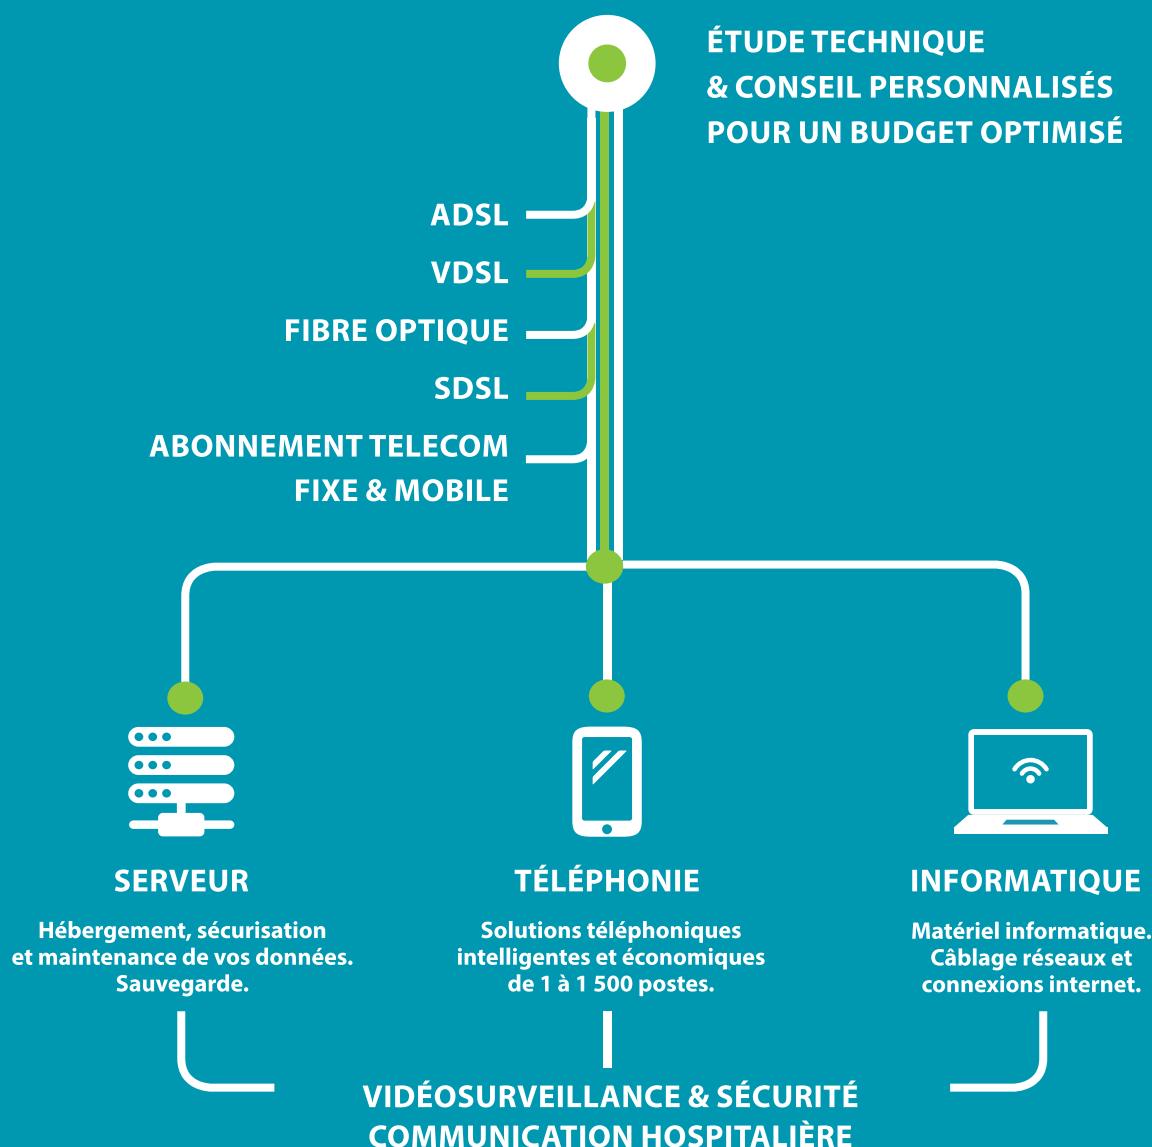 ÉTUDE TECHNIQUE
& CONSEIL PERSONNALISÉS
POUR UN BUDGET OPTIMISÉ
ADSL
VDSL
FIBRE OPTIQUE
SDSL
ABONNEMENT TELECOM
FIXE & MOBILE
SERVEUR
Hébergement, sécurisation
et maintenance de vos données.
Sauvegarde.
TÉLÉPHONIE
Solutions téléphoniques
intelligentes et économiques
de 1 à 1 500 postes.
INFORMATIQUE
Matériel informatique.
Câblage réseaux et
connexions internet.
VIDÉOSURVEILLANCE & SÉCURITÉ
COMMUNICATION HOSPITALIÈRE